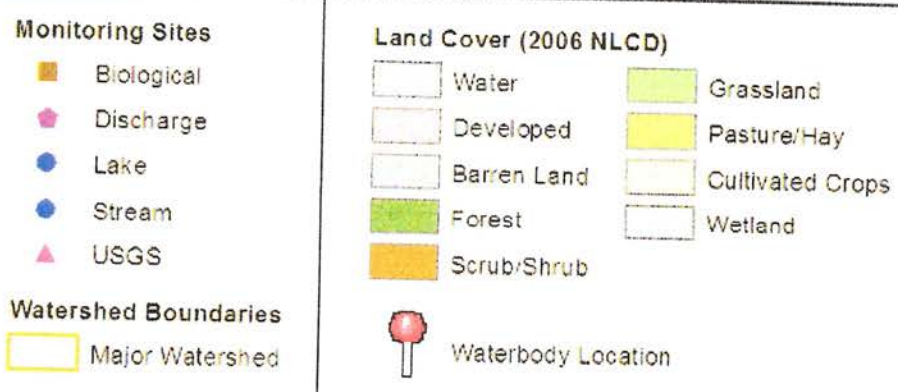 Monitoring Sites
Biological
Discharge
Lake
Stream
USGS
Watershed Boundaries
Major Watershed
Land Cover (2006 NLCD)
Water
Developed
Barren Land
Forest
Scrub/Shrub
Grassland
Pasture/Hay
Cultivated Crops
Wetland
Waterbody Location